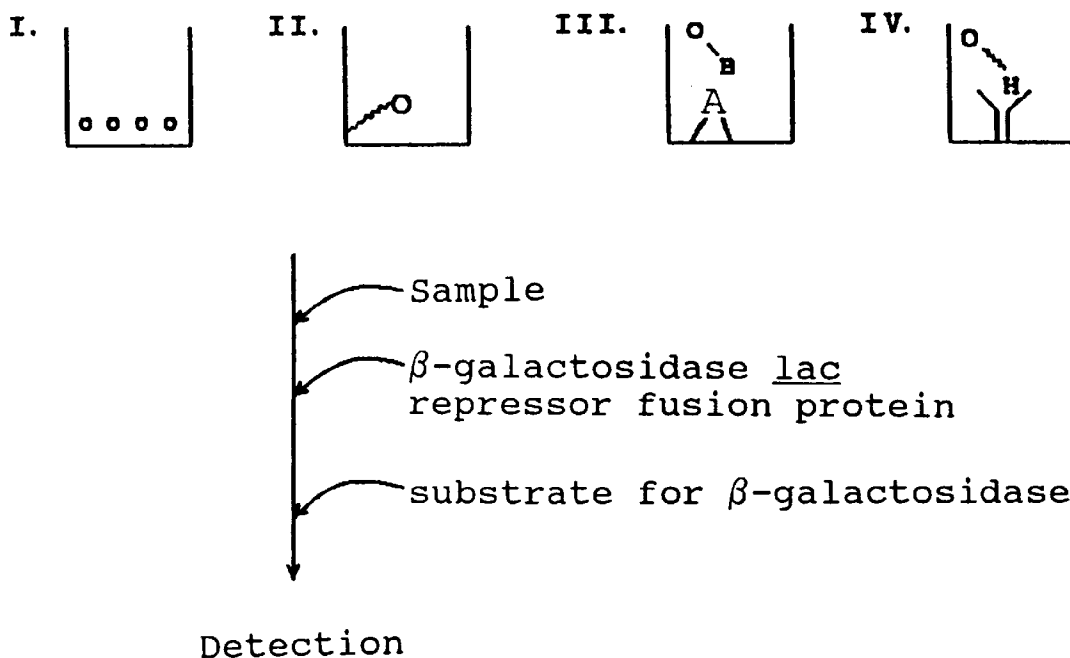 I. II. III. IV.
O O O O
O
O
B
A
O
H
Sample
β-galactosidase lac
repressor fusion protein
substrate for β-galactosidase
Detection